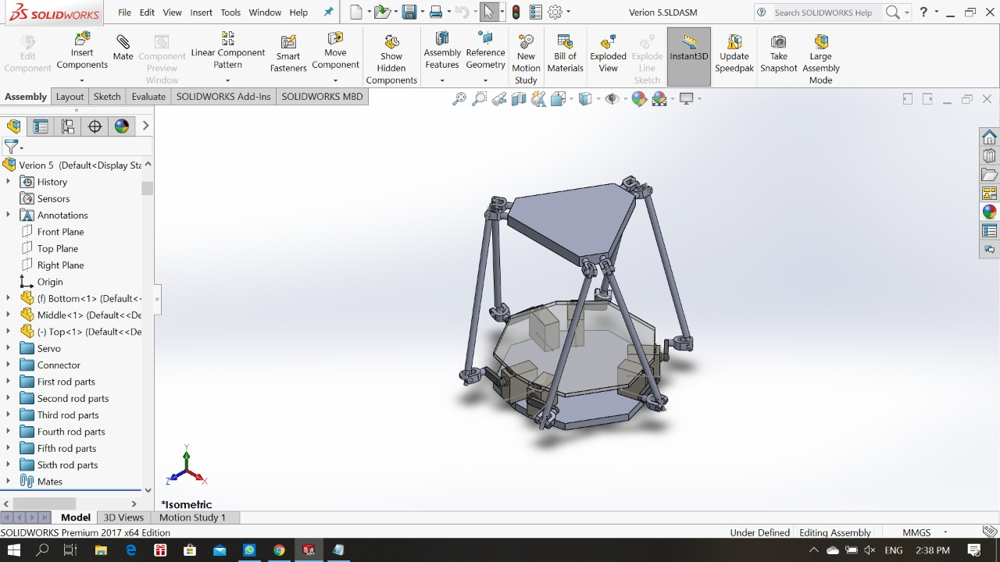 SOLIDWORKS File Edit View Insert Tools Window Help Verion 5.SLDASM Search SOLIDWORKS Help ?
Edit Component
Insert Components
Mate
Component Preview Window
Linear Component Pattern
Smart Fasteners
Move Component
Show Hidden Components
Assembly Features
Reference Geometry
New Motion Study
Bill of Materials
Exploded View
Explode Line Sketch
Instant3D
Update Speedpak
Take Snapshot
Large Assembly Mode
Assembly Layout Sketch Evaluate SOLIDWORKS Add-Ins SOLIDWORKS MBD
Verion 5 (Default<Display Sta
History
Sensors
Annotations
Front Plane
Top Plane
Right Plane
Origin
(f) Bottom<1> (Default<
Middle<1> (Default<<De
(-) Top<1> (Default<<De
Servo
Connector
First rod parts
Second rod parts
Third rod parts
Fourth rod parts
Fifth rod parts
Sixth rod parts
Mates
Y
Z X
*Isometric
Model 3D Views Motion Study 1
SOLIDWORKS Premium 2017 x64 Edition Under Defined Editing Assembly MMGS
ENG 2:38 PM